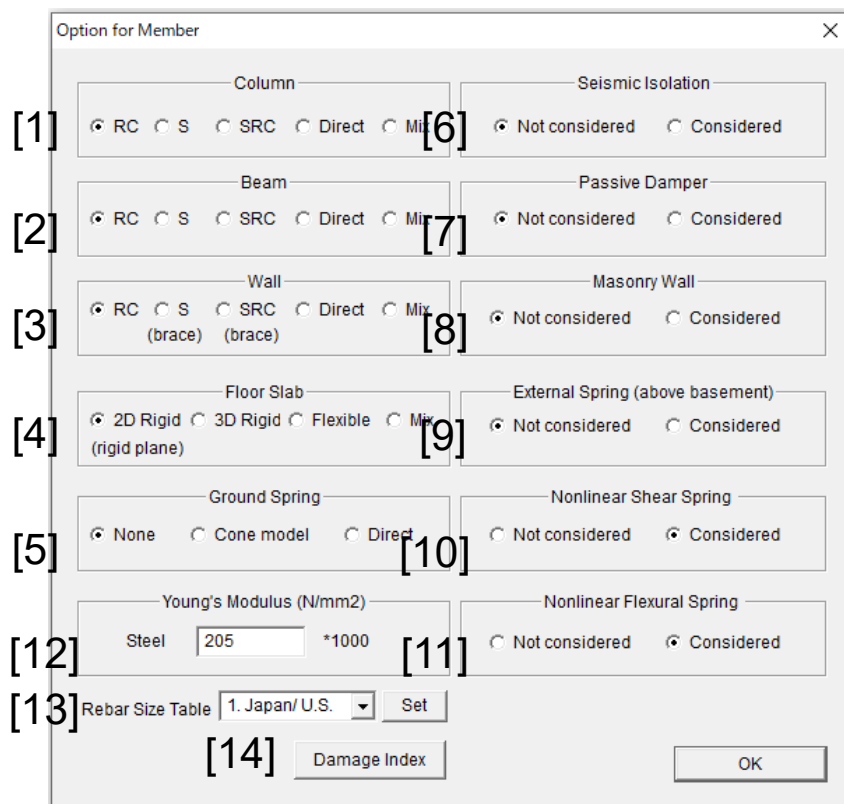 Option for Member
Column
Seismic Isolation
[1] RC S SRC Direct Mix [6] Not considered Considered
Beam
Passive Damper
[2] RC S SRC Direct Mix [7] Not considered Considered
Wall
Masonry Wall
[3] RC S SRC Direct Mix [8] Not considered Considered
(brace) (brace)
Floor Slab
External Spring (above basement)
[4] 2D Rigid 3D Rigid Flexible Mix [9] Not considered Considered
(rigid plane)
Ground Spring
Nonlinear Shear Spring
[5] None Cone model Direct [10] Not considered Considered
Young's Modulus (N/mm2)
Nonlinear Flexural Spring
[12] Steel 205 *1000 [11] Not considered Considered
[13] Rebar Size Table 1. Japan/ U.S. Set
[14] Damage Index OK